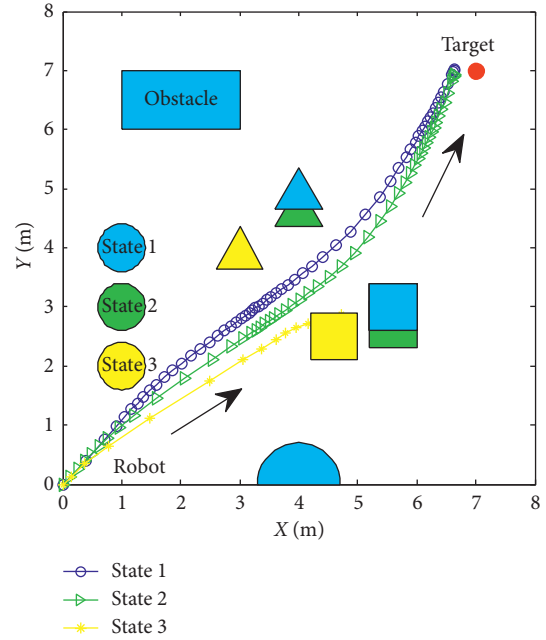 Target
8
7
6
5
4
3
2
1
0
Y (m)
Obstacle
State 1
State 2
State 3
Robot
0 1 2 3 4 5 6 7 8
X (m)
State 1
State 2
State 3